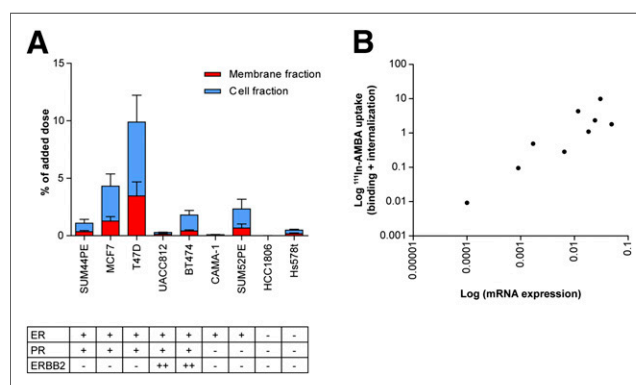 A
Membrane fraction
Cell fraction
% of added dose
15
10
5
0
SUM44PE
MCF7
T47D
UACC812
BT474
CAMA-1
SUM52PE
HCC1806
Hs578t
ER + + + + + + + - -
PR + + + + + - - - -
ERBB2 - - - ++ ++ - - - -
B
Log ¹¹¹In-AMBA uptake
(binding + internalization)
100
10
1
0.1
0.01
0.001
0.00001
0.0001
0.001
0.01
0.1
Log (mRNA expression)